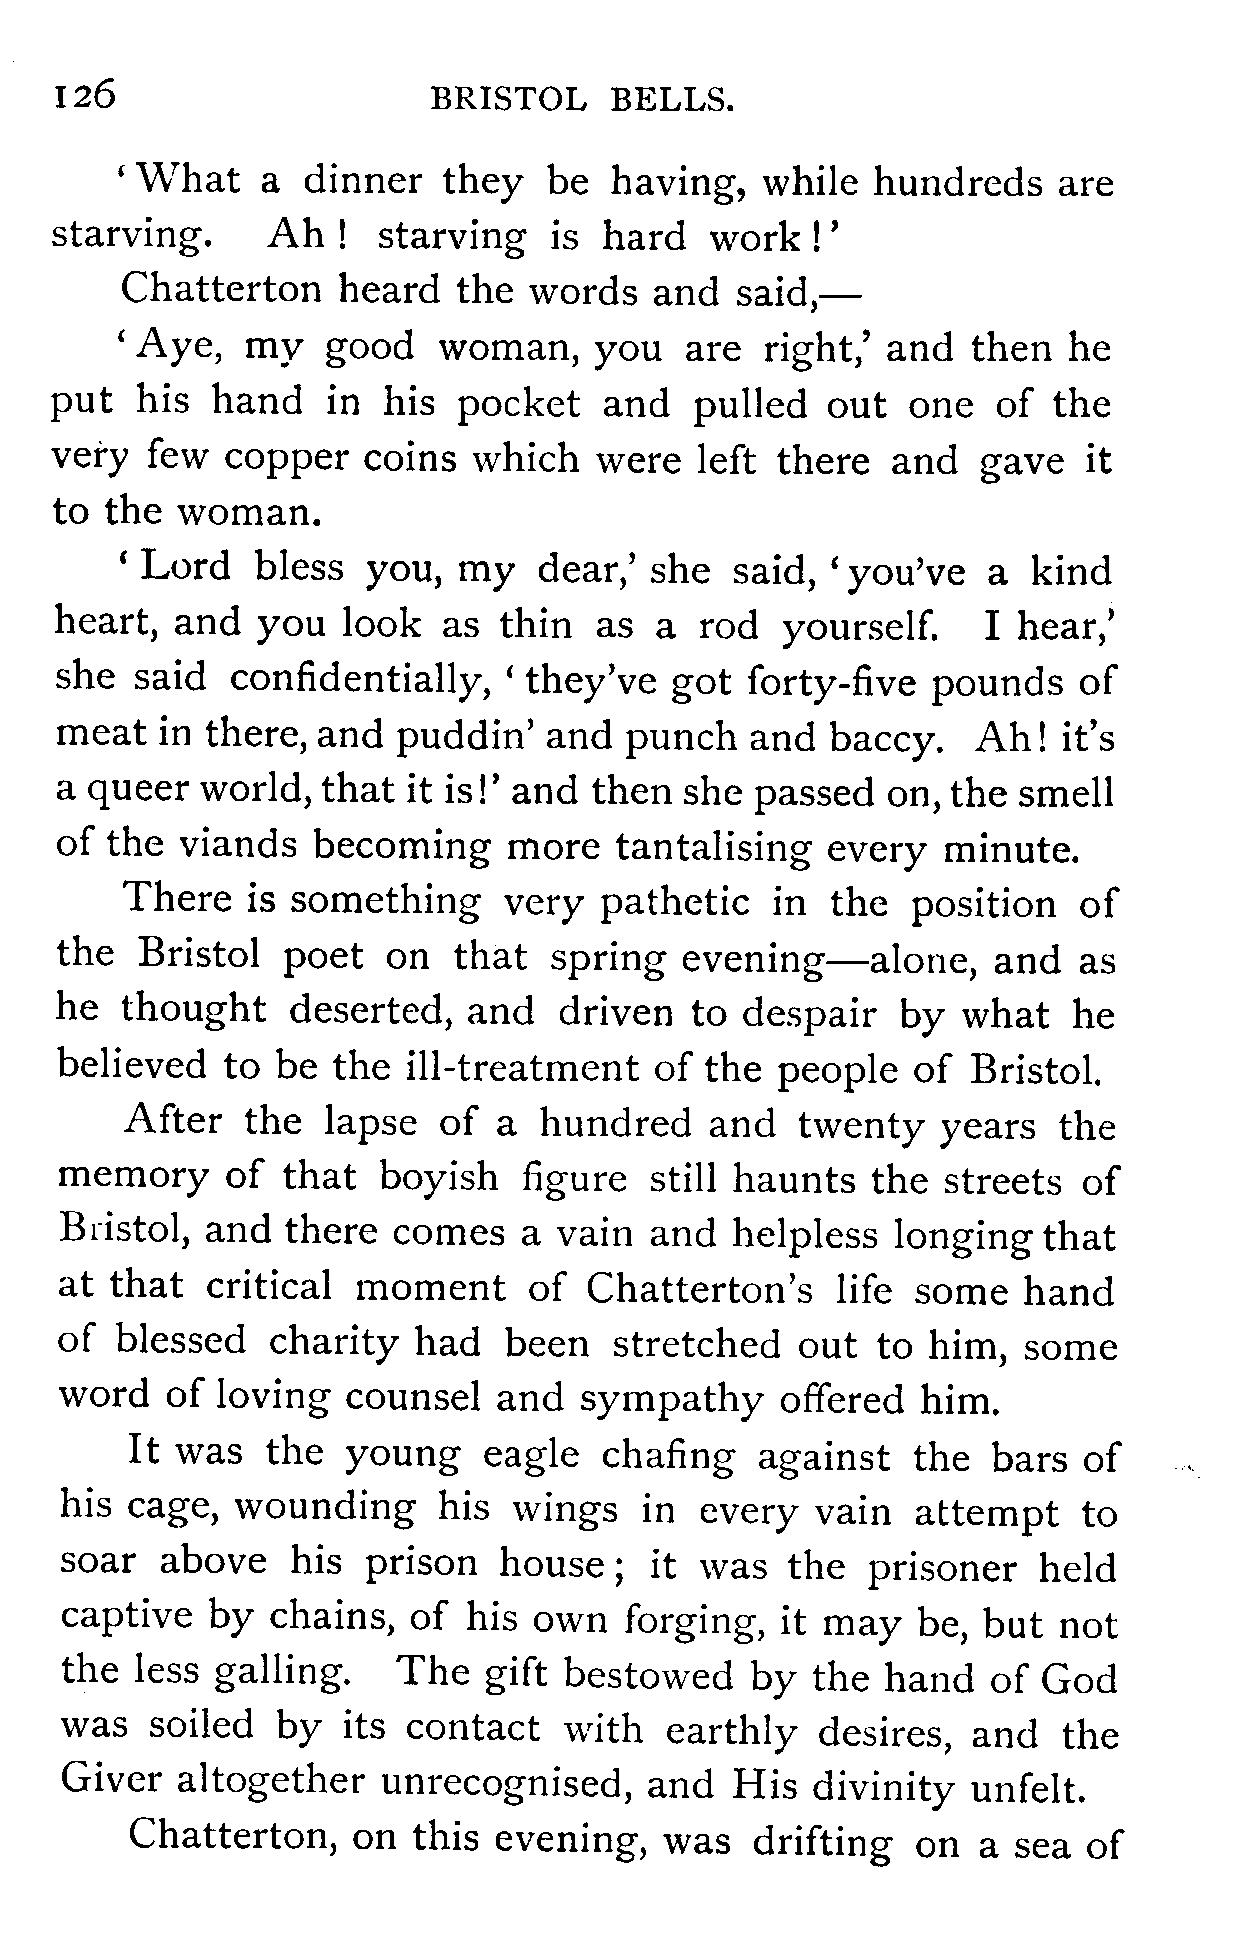 126 BRISTOL BELLS.
‘What a dinner they be having, while hundreds are
starving. Ah! starving is hard work!’
Chatterton heard the words and said,—
‘Aye, my good woman, you are right,’ and then he
put his hand in his pocket and pulled out one of the
very few copper coins which were left there and gave it
to the woman.
‘Lord bless you, my dear,’ she said, ‘you’ve a kind
heart, and you look as thin as a rod yourself. I hear,’
she said confidentially, ‘they’ve got forty-five pounds of
meat in there, and puddin’ and punch and baccy. Ah! it’s
a queer world, that it is!’ and then she passed on, the smell
of the viands becoming more tantalising every minute.
There is something very pathetic in the position of
the Bristol poet on that spring evening—alone, and as
he thought deserted, and driven to despair by what he
believed to be the ill-treatment of the people of Bristol.
After the lapse of a hundred and twenty years the
memory of that boyish figure still haunts the streets of
Bristol, and there comes a vain and helpless longing that
at that critical moment of Chatterton’s life some hand
of blessed charity had been stretched out to him, some
word of loving counsel and sympathy offered him.
It was the young eagle chafing against the bars of
his cage, wounding his wings in every vain attempt to
soar above his prison house; it was the prisoner held
captive by chains, of his own forging, it may be, but not
the less galling. The gift bestowed by the hand of God
was soiled by its contact with earthly desires, and the
Giver altogether unrecognised, and His divinity unfelt.
Chatterton, on this evening, was drifting on a sea of